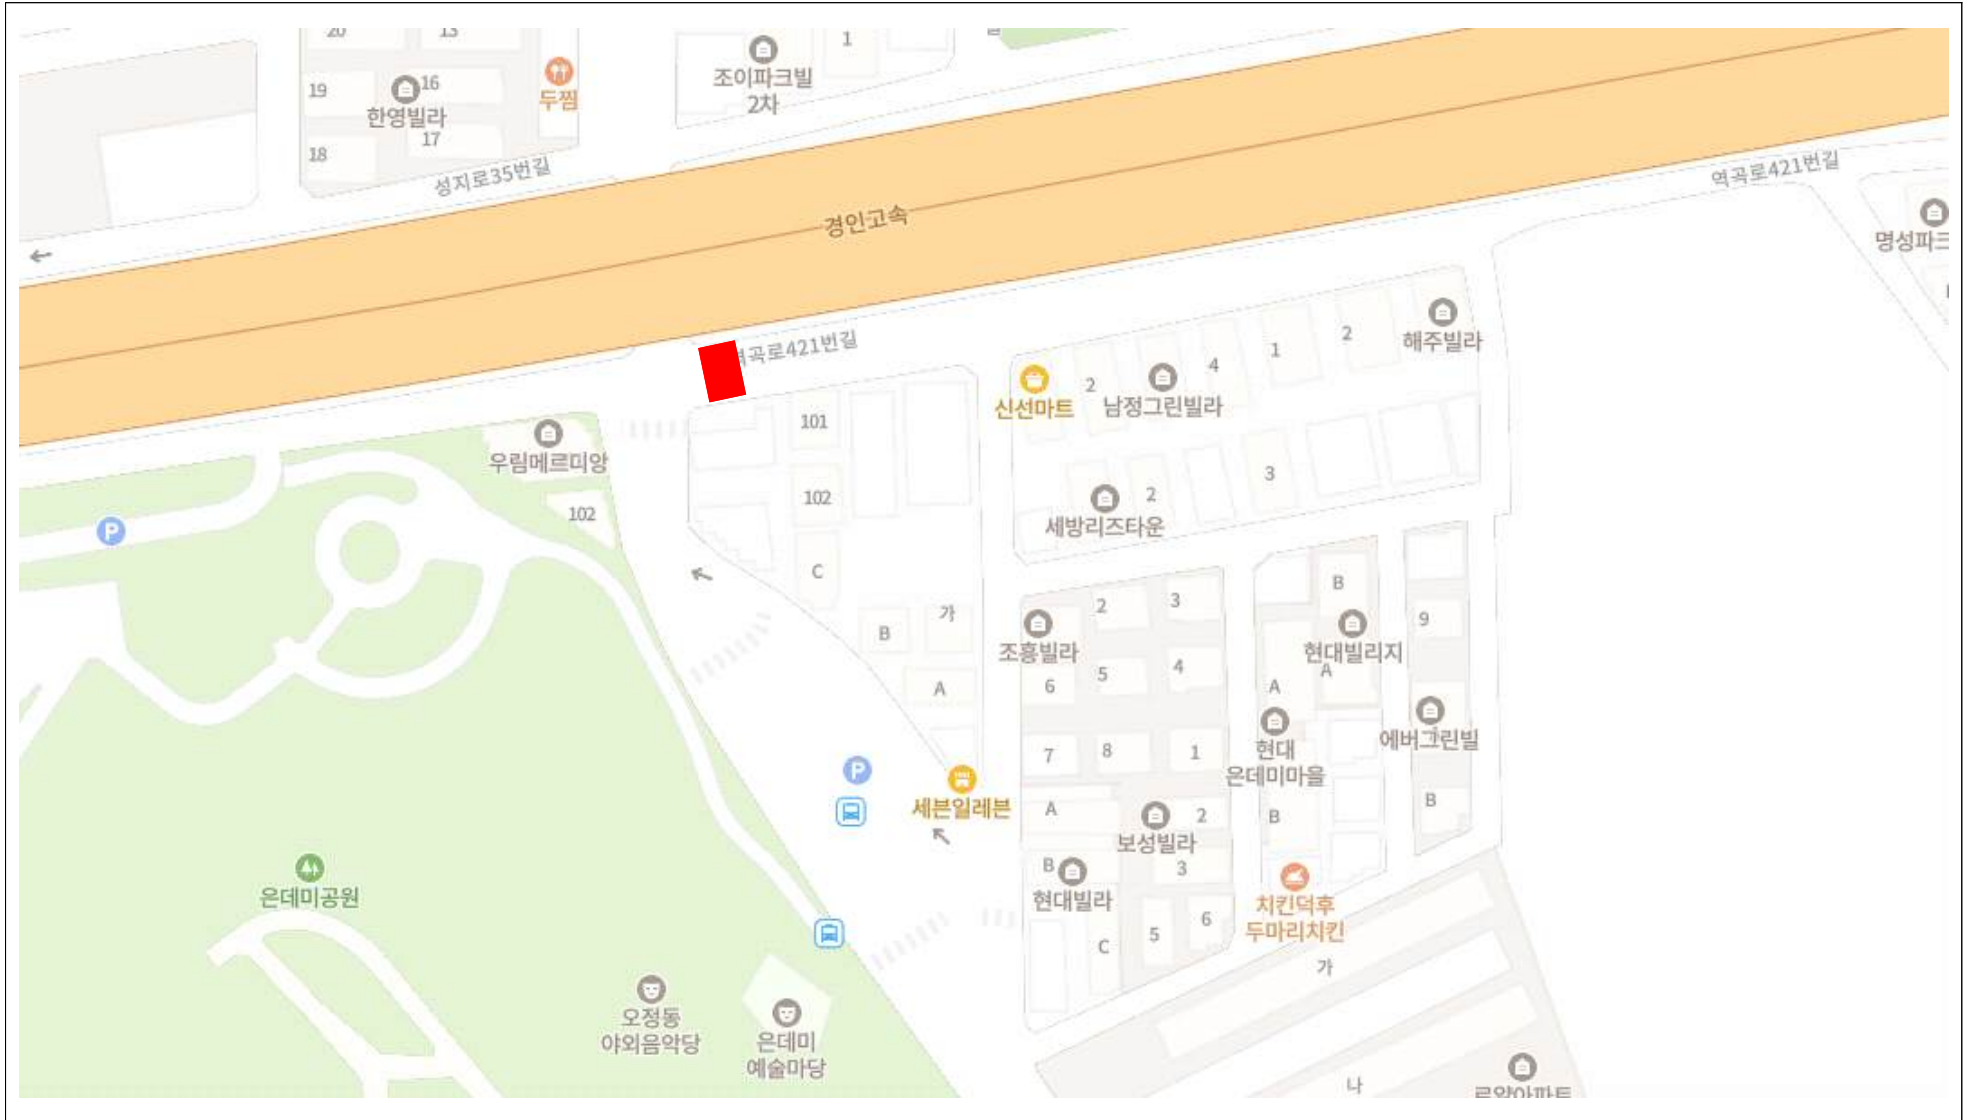 20
13
1
19
16
한영빌라
17
18
두찜
조이파크빌
2차
성지로35번길
경인고속
역곡로421번길
명성파크
곡로421번길
해주빌라
2
1
4
2
신선마트
남정그린빌라
101
우림메르디앙
102
102
3
2
세방리즈타운
P
C
B
가
A
2
3
조흥빌라
6
5
4
B
9
현대빌리지
A
A
7
8
1
현대
은데미마을
에버그린빌
P
세븐일레븐
A
보성빌라
2
3
B
B
B
현대빌라
은데미공원
치킨덕후
두마리치킨
C
5
6
가
오정동
야외음악당
은데미
예술마당
나